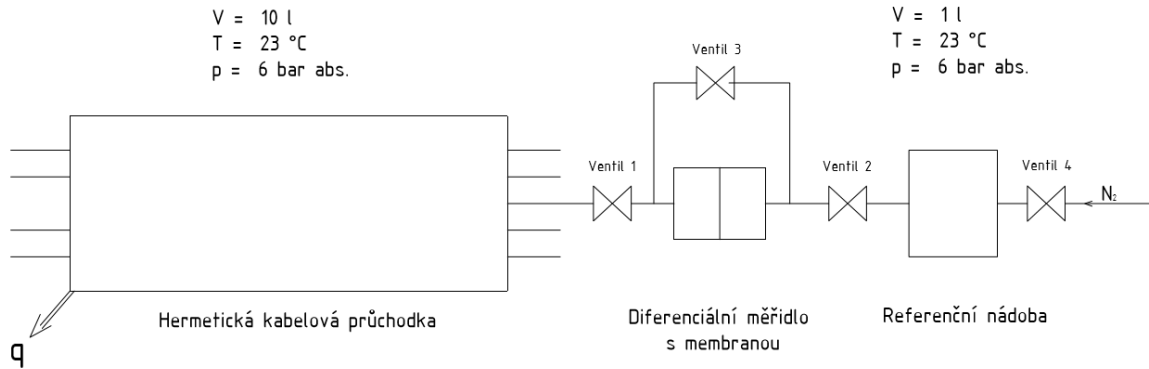 V = 10 l
T = 23 °C
p = 6 bar abs.
V = 1 l
T = 23 °C
p = 6 bar abs.
Ventil 3
Ventil 1
Ventil 2
Ventil 4
N₂
Hermetická kabelová průchodka
Diferenciální měřidlo
s membranou
Referenční nádoba
q